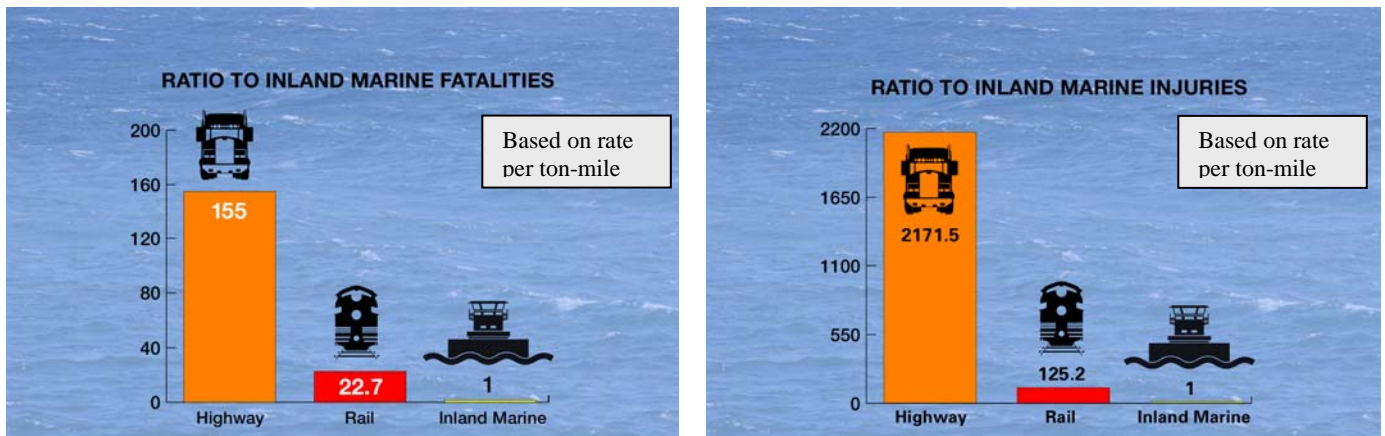 RATIO TO INLAND MARINE FATALITIES
Based on rate
per ton-mile
200
160
120
80
40
0
155
22.7
1
Highway
Rail
Inland Marine
RATIO TO INLAND MARINE INJURIES
Based on rate
per ton-mile
2200
1650
1100
550
0
2171.5
125.2
1
Highway
Rail
Inland Marine